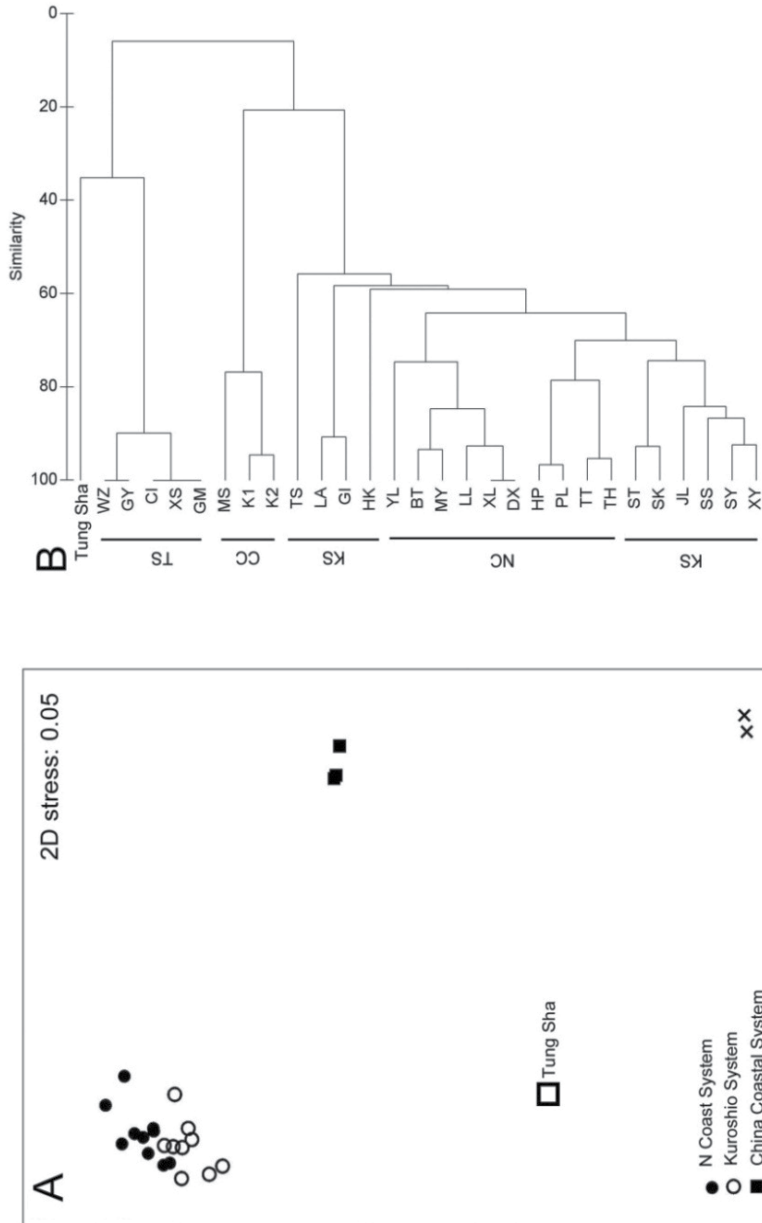 A
2D stress: 0.05
Tung Sha
N Coast System
Kuroshio System
China Coastal System
B
Similarity
0
20
40
60
80
100
Tung Sha
WZ
GY
CI
XS
GM
MS
K1
K2
TS
LA
GI
HK
YL
BT
MY
LL
XL
DX
HP
PL
TT
TH
ST
SK
JL
SS
SY
XY
TS
CC
KS
NC
KS